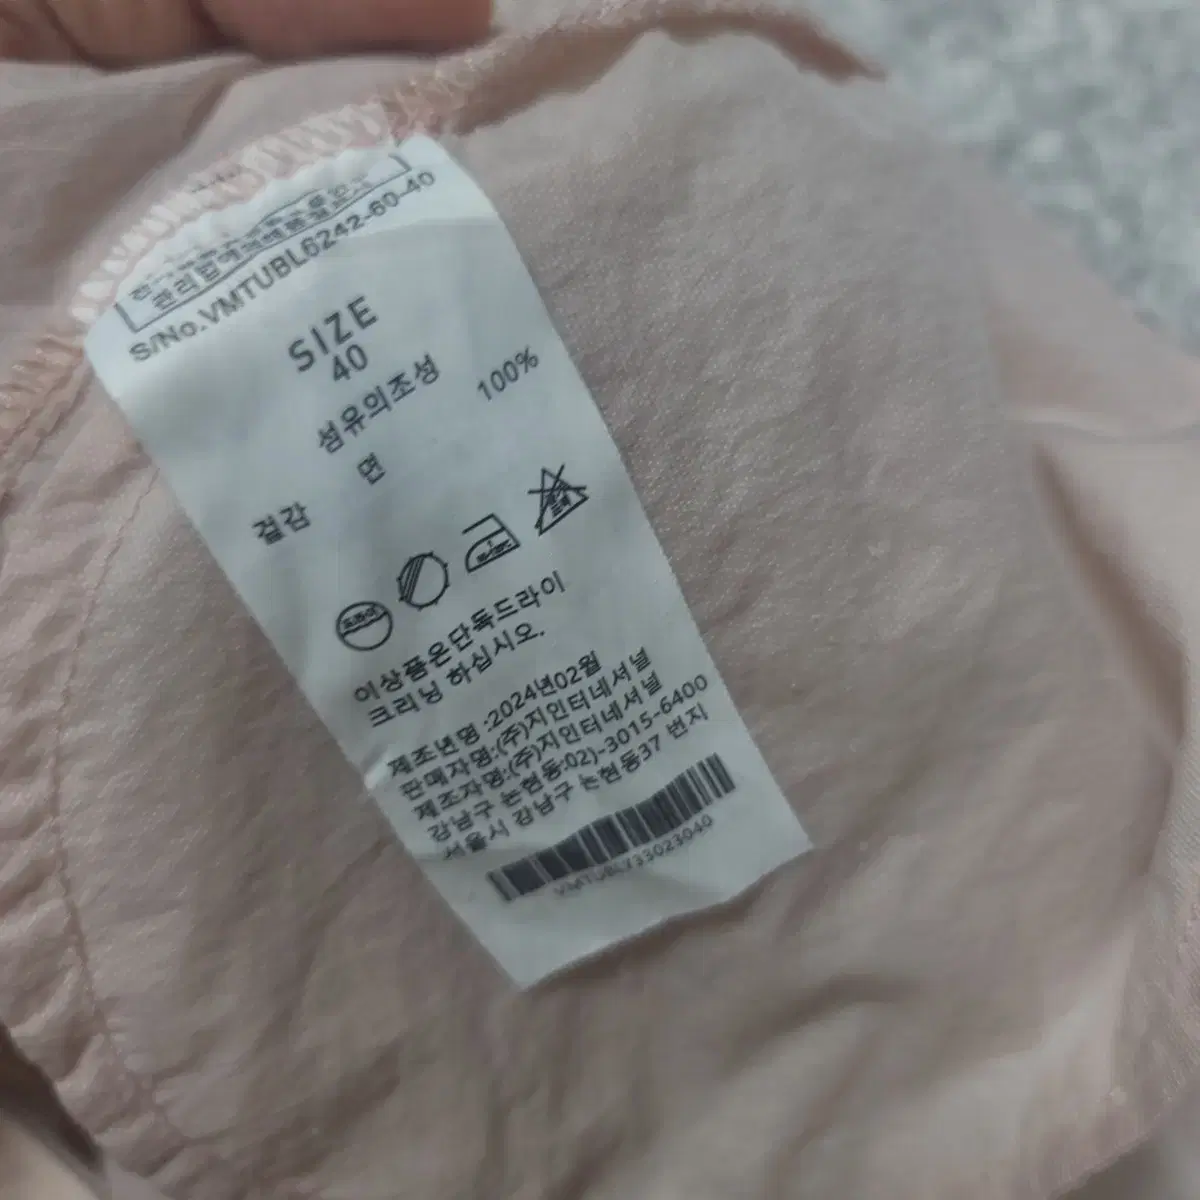 S/No.VMTUBL6242-60-40
SIZE
40
섬유의조성
겉감 면 100%
드라이
이상품은단독드라이
크리닝 하십시오.
제조년명 :2024년02월
판매자명:(주)지인터네셔널
제조자명:(주)지인터네셔널
강남구 논현동:02)-3015-6400
서울시 강남구 논현동37 번지